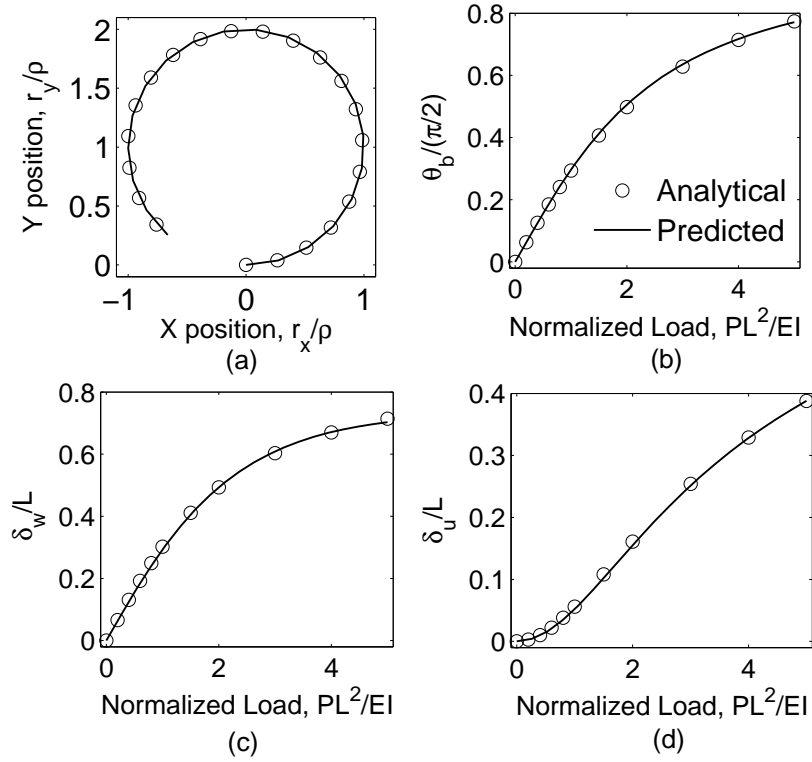 2
1.5
1
0.5
0
−1
0
1
Y position, r_y/ρ
X position, r_x/ρ
(a)
0.8
0.6
0.4
0.2
0
0
2
4
θ_b/(π/2)
Analytical
Predicted
Normalized Load, PL²/EI
(b)
0.8
0.6
0.4
0.2
0
0
2
4
δ_w/L
Normalized Load, PL²/EI
(c)
0.4
0.3
0.2
0.1
0
0
2
4
δ_u/L
Normalized Load, PL²/EI
(d)